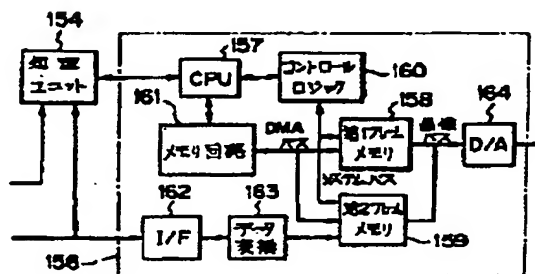 154
処理
ユニット
157
CPU
コントロール
ロジック
160
161
メモリ回路
DMA
158
第1フレーム
メモリ
映像
164
D/A
システムバス
162
I/F
163
データ
変換
第2フレーム
メモリ
159
156